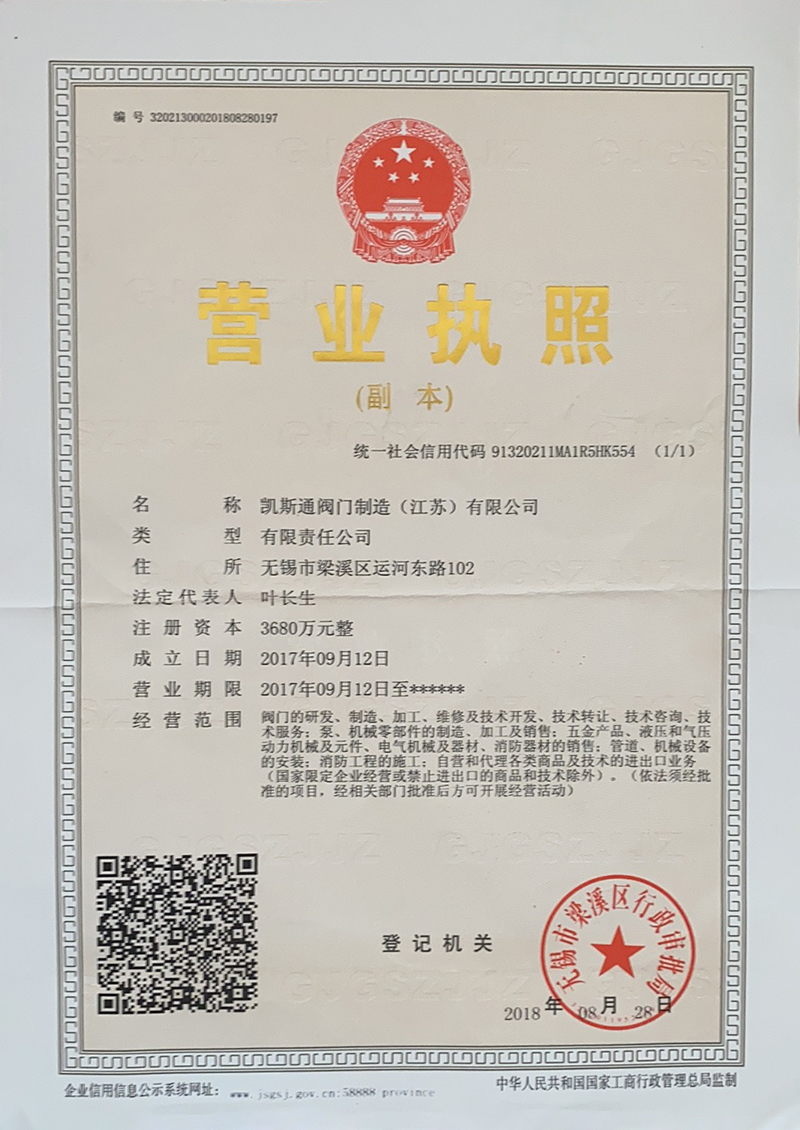 编 号 320213000201808280197
营业执照
(副 本)
统一社会信用代码 91320211MA1R5HK554 （1/1）
名 称 凯斯通阀门制造（江苏）有限公司
类 型 有限责任公司
住 所 无锡市梁溪区运河东路102
法定代表人 叶长生
注册资本 3680万元整
成立日期 2017年09月12日
营业期限 2017年09月12日至******
经营范围 阀门的研发、制造、加工、维修及技术开发、技术转让、技术咨询、技
术服务；泵、机械零部件的制造、加工及销售；五金产品、液压和气压
动力机械及元件、电气机械及器材、消防器材的销售；管道、机械设备
的安装；消防工程的施工；自营和代理各类商品及技术的进出口业务
（国家限定企业经营或禁止进出口的商品和技术除外）。（依法须经批
准的项目，经相关部门批准后方可开展经营活动）
登记机关
无锡市梁溪区行政审批局
2018 年 08 月 28 日
企业信用信息公示系统网址： www.jsgsj.gov.cn:58888 province
中华人民共和国国家工商行政管理总局监制